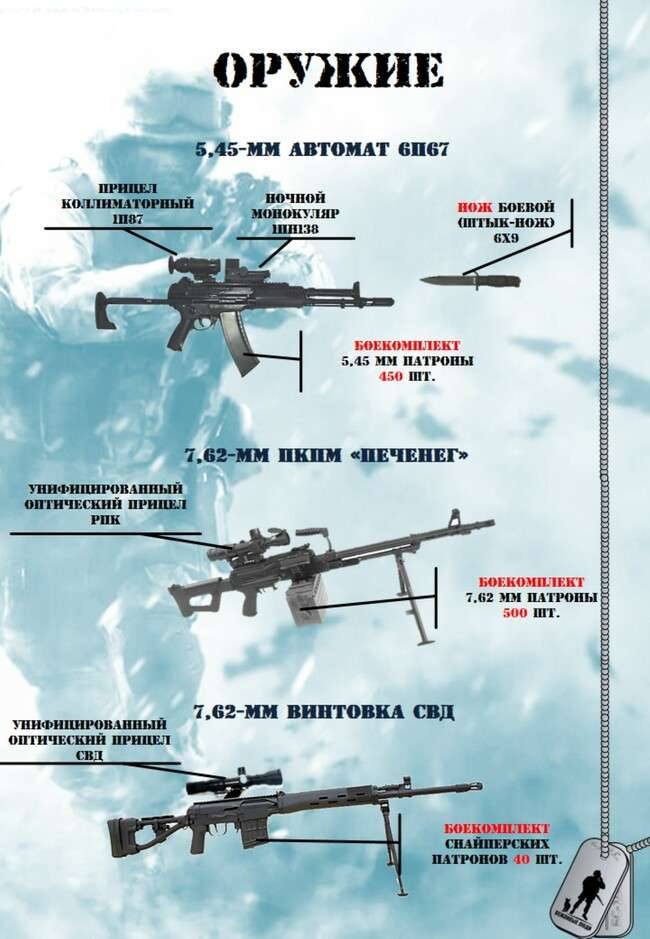 ОРУЖИЕ
5,45-ММ АВТОМАТ 6П67
ПРИЦЕЛ
КОЛЛИМАТОРНЫЙ
1П87
НОЧНОЙ
МОНОКУЛЯР
1ПН138
НОЖ БОЕВОЙ
(ШТЫК-НОЖ)
6Х9
БОЕКОМПЛЕКТ
5,45 ММ ПАТРОНЫ
450 ШТ.
7,62-ММ ПКПМ «ПЕЧЕНЕГ»
УНИФИЦИРОВАННЫЙ
ОПТИЧЕСКИЙ ПРИЦЕЛ
РПК
БОЕКОМПЛЕКТ
7,62 ММ ПАТРОНЫ
500 ШТ.
7,62-ММ ВИНТОВКА СВД
УНИФИЦИРОВАННЫЙ
ОПТИЧЕСКИЙ ПРИЦЕЛ
СВД
БОЕКОМПЛЕКТ
СНАЙПЕРСКИХ
ПАТРОНОВ 40 ШТ.
ВЕЖЛИВЫЕ ЛЮДИ